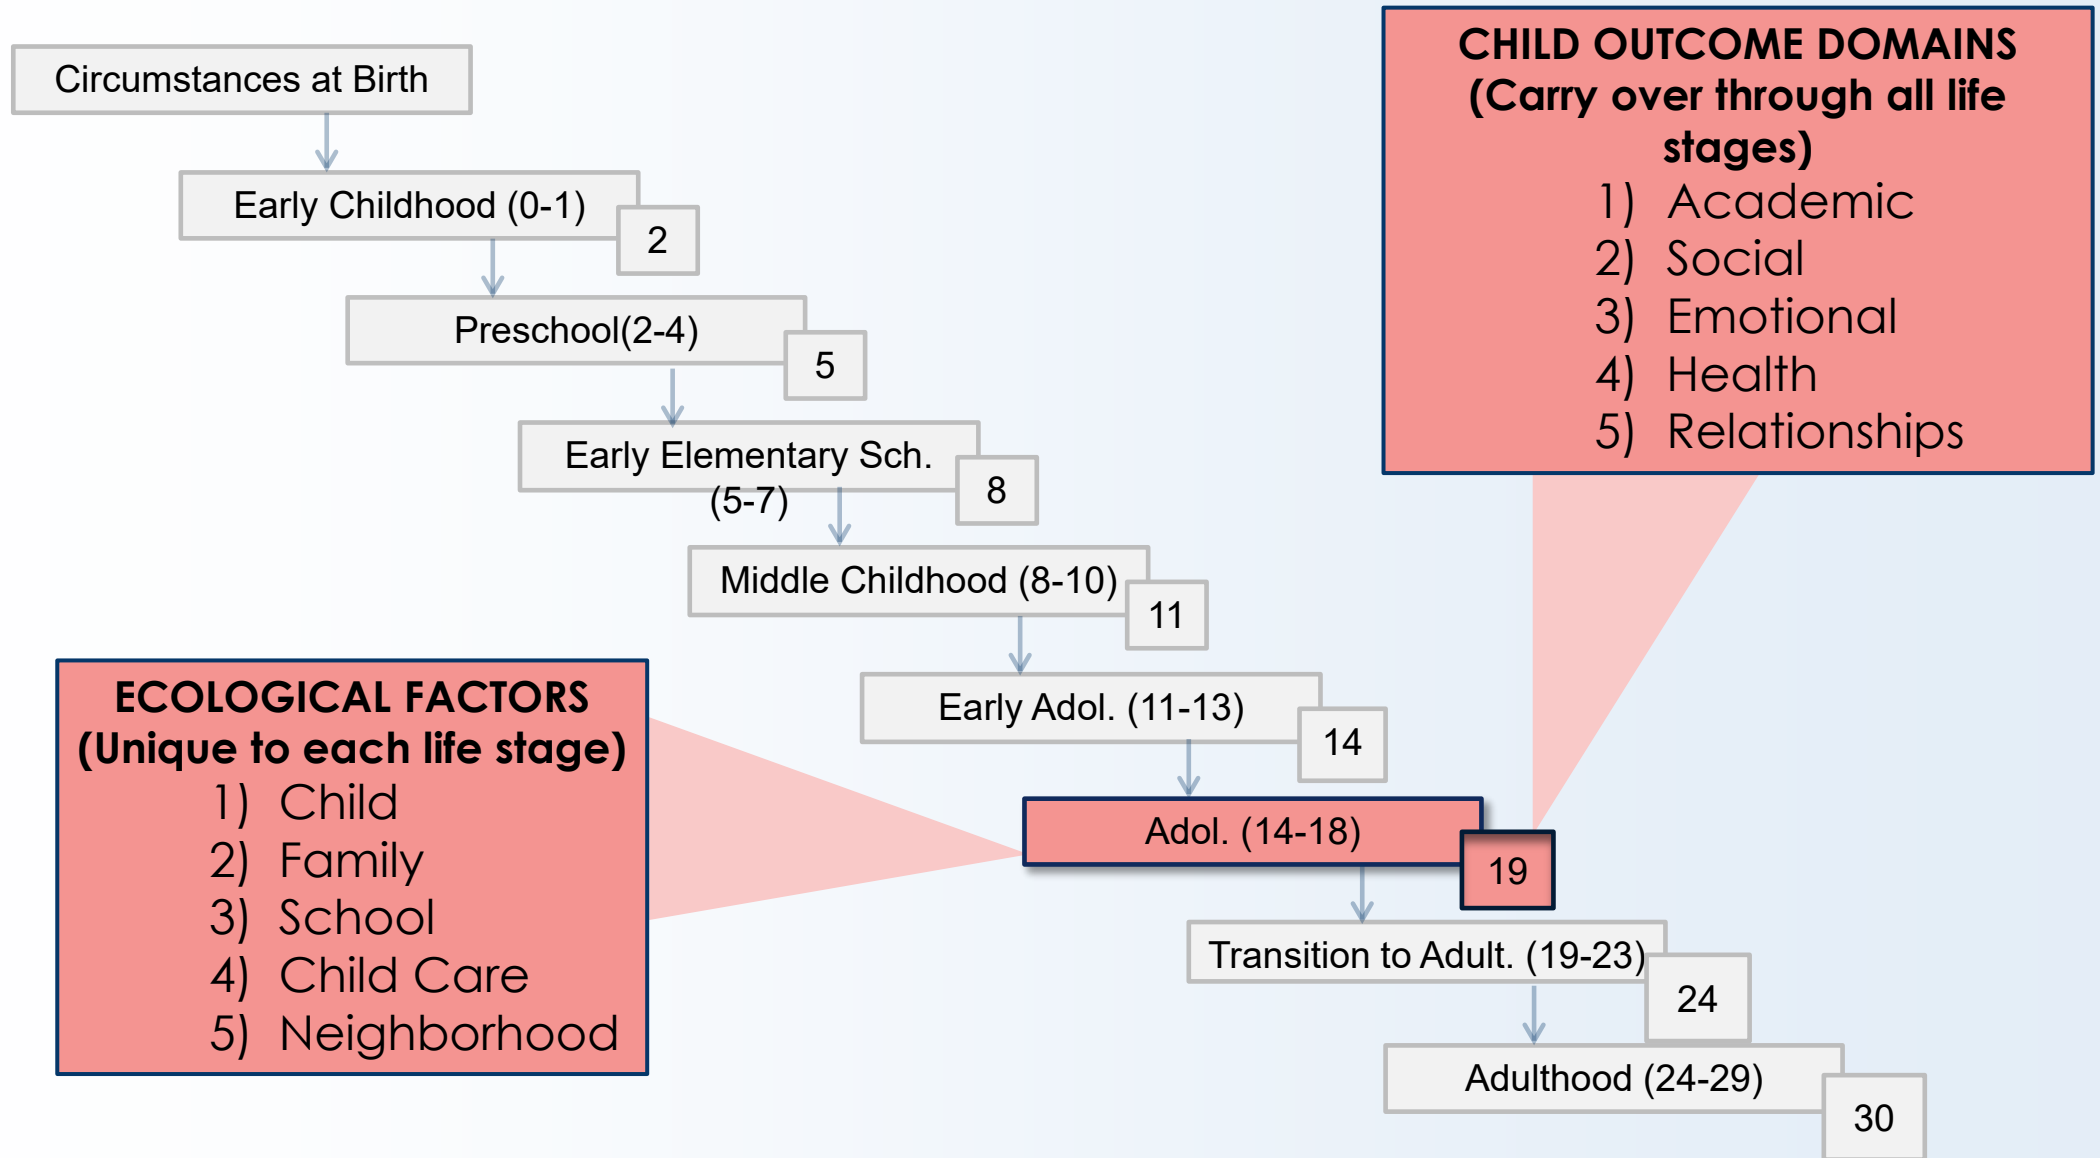 Circumstances at Birth
Early Childhood (0-1)
2
Preschool(2-4)
5
Early Elementary Sch.
(5-7)
8
Middle Childhood (8-10)
11
Early Adol. (11-13)
14
Adol. (14-18)
19
Transition to Adult. (19-23)
24
Adulthood (24-29)
30
CHILD OUTCOME DOMAINS
(Carry over through all life
stages)
1) Academic
2) Social
3) Emotional
4) Health
5) Relationships
ECOLOGICAL FACTORS
(Unique to each life stage)
1) Child
2) Family
3) School
4) Child Care
5) Neighborhood